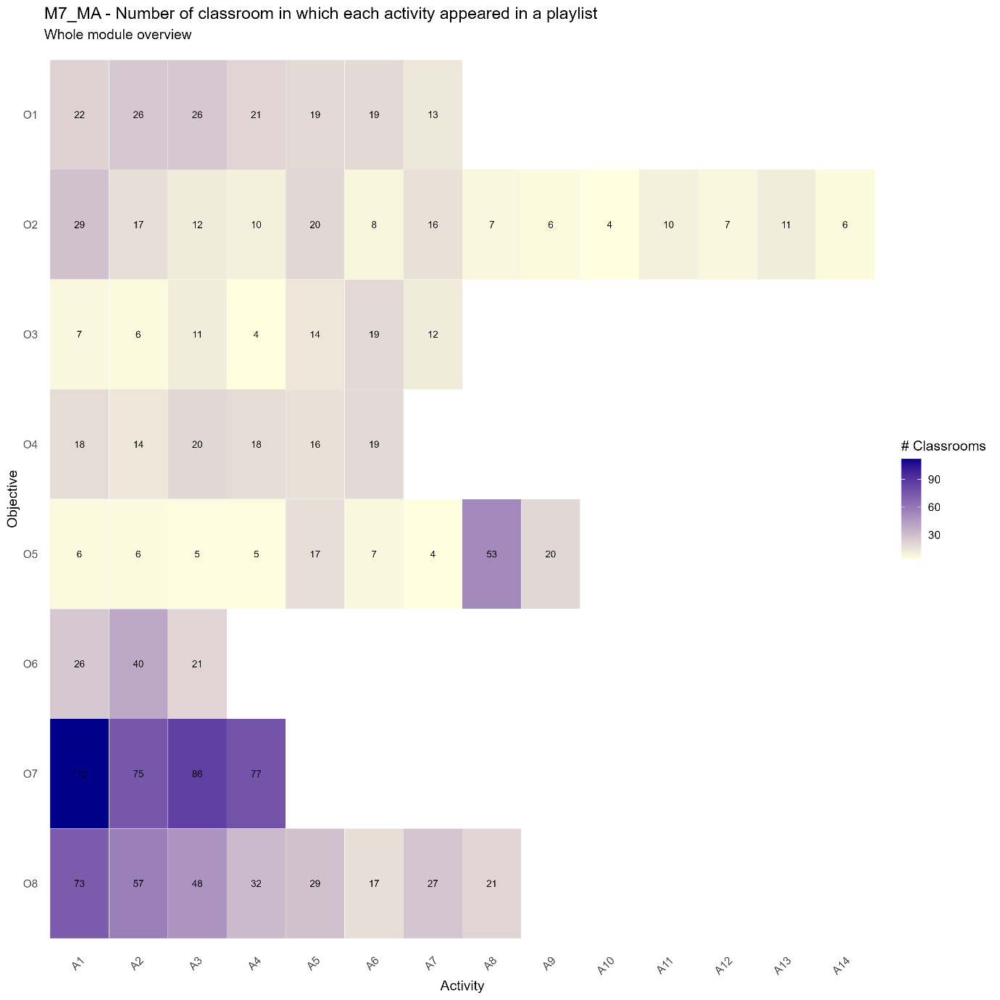 M7_MA - Number of classroom in which each activity appeared in a playlist
Whole module overview
O1 22 26 26 21 19 19 13
O2 29 17 12 10 20 8 16 7 6 4 10 7 11 6
O3 7 6 11 4 14 19 12
O4 18 14 20 18 16 19
O5 6 6 5 5 17 7 4 53 20
O6 26 40 21
O7 112 75 86 77
O8 73 57 48 32 29 17 27 21
A1 A2 A3 A4 A5 A6 A7 A8 A9 A10 A11 A12 A13 A14
Activity
Objective
# Classrooms
90
60
30